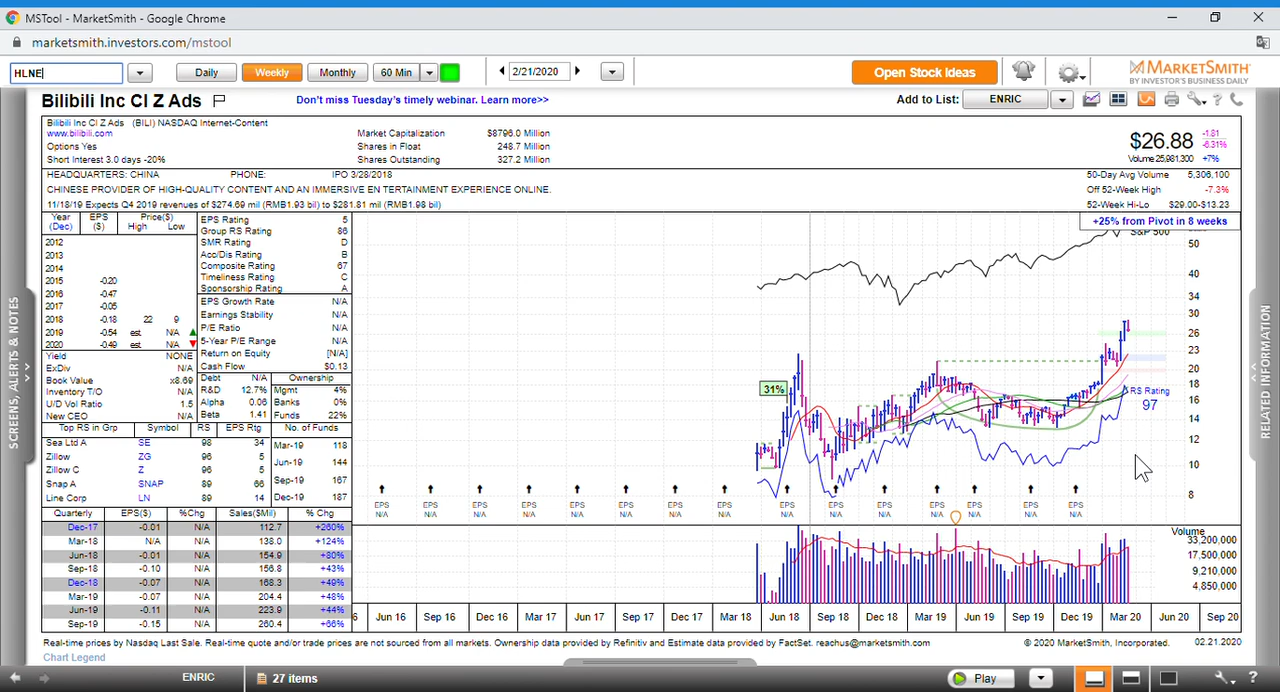 MSTool - MarketSmith - Google Chrome
marketsmith.investors.com/mstool
HLNE Daily Weekly Monthly 60 Min 2/21/2020 Open Stock Ideas MARKETSMITH
BY INVESTOR'S BUSINESS DAILY
Bilibili Inc Cl Z Ads Don't miss Tuesday's timely webinar. Learn more>> Add to List: ENRIC
Bilibili Inc Cl Z Ads (BILI) NASDAQ Internet-Content
www.bilibili.com Market Capitalization $8796.0 Million $26.88 -1.81
-6.31%
Options Yes Shares in Float 248.7 Million
Short Interest 3.0 days -20% Shares Outstanding 327.2 Million Volume 25,981,300 +7%
HEADQUARTERS: CHINA PHONE: IPO 3/28/2018 50-Day Avg Volume 5,306,100
CHINESE PROVIDER OF HIGH-QUALITY CONTENT AND AN IMMERSIVE EN TERTAINMENT EXPERIENCE ONLINE. Off 52-Week High -7.3%
11/18/19 Expects Q4 2019 revenues of $274.69 mil (RMB1.93 bil) to $281.81 mil (RMB1.98 bil) 52-Week Hi-Lo $29.00-$13.23
Year EPS Price($)
(Dec) ($) High Low
2012
2013
2014
2015 -0.20
2016 -0.47
2017 -0.05
2018 -0.18 22 9
2019 -0.54 est N/A
2020 -0.49 est N/A
Yield NONE
ExDiv N/A
Book Value x8.69
Inventory T/O N/A
U/D Vol Ratio 1.5
New CEO N/A
EPS Rating 5
Group RS Rating 86
SMR Rating D
Acc/Dis Rating B
Composite Rating 67
Timeliness Rating C
Sponsorship Rating A
EPS Growth Rate N/A
Earnings Stability N/A
P/E Ratio N/A
5-Year P/E Range N/A
Return on Equity [N/A]
Cash Flow $0.13
Debt N/A
R&D 12.7%
Alpha 0.06
Beta 1.41
Ownership
Mgmt 4%
Banks 0%
Funds 22%
Top RS in Grp Symbol RS EPS Rtg
Sea Ltd A SE 98 34
Zillow ZG 96 5
Zillow C Z 96 5
Snap A SNAP 89 66
Line Corp LN 89 14
No. of Funds
Mar-19 118
Jun-19 144
Sep-19 167
Dec-19 187
Quarterly EPS($) %Chg Sales($Mil) % Chg
Dec-17 -0.01 N/A 112.7 +260%
Mar-18 N/A N/A 138.0 +124%
Jun-18 -0.01 N/A 154.9 +80%
Sep-18 -0.10 N/A 156.8 +43%
Dec-18 -0.07 N/A 168.3 +49%
Mar-19 -0.07 N/A 204.4 +48%
Jun-19 -0.11 N/A 223.9 +44%
Sep-19 -0.15 N/A 260.4 +66%
+25% from Pivot in 8 weeks
S&P 500
50
40
34
30
26
23
20
18
16
14
12
10
8
31%
RS Rating
97
EPS EPS EPS EPS EPS EPS EPS EPS EPS EPS EPS EPS EPS EPS EPS
N/A N/A N/A N/A N/A N/A N/A N/A N/A N/A N/A N/A N/A N/A N/A
Volume
33,200,000
17,500,000
9,210,000
4,850,000
6 Jun 16 Sep 16 Dec 16 Mar 17 Jun 17 Sep 17 Dec 17 Mar 18 Jun 18 Sep 18 Dec 18 Mar 19 Jun 19 Sep 19 Dec 19 Mar 20 Jun 20 Sep 20
Real-time prices by Nasdaq Last Sale. Real-time quote and/or trade prices are not sourced from all markets. Ownership data provided by Refinitiv and Estimate data provided by FactSet. reachus@marketsmith.com © 2020 MarketSmith, Incorporated. 02.21.2020
Chart Legend
SCREENS, ALERTS & NOTES
RELATED INFORMATION
ENRIC 27 items Play